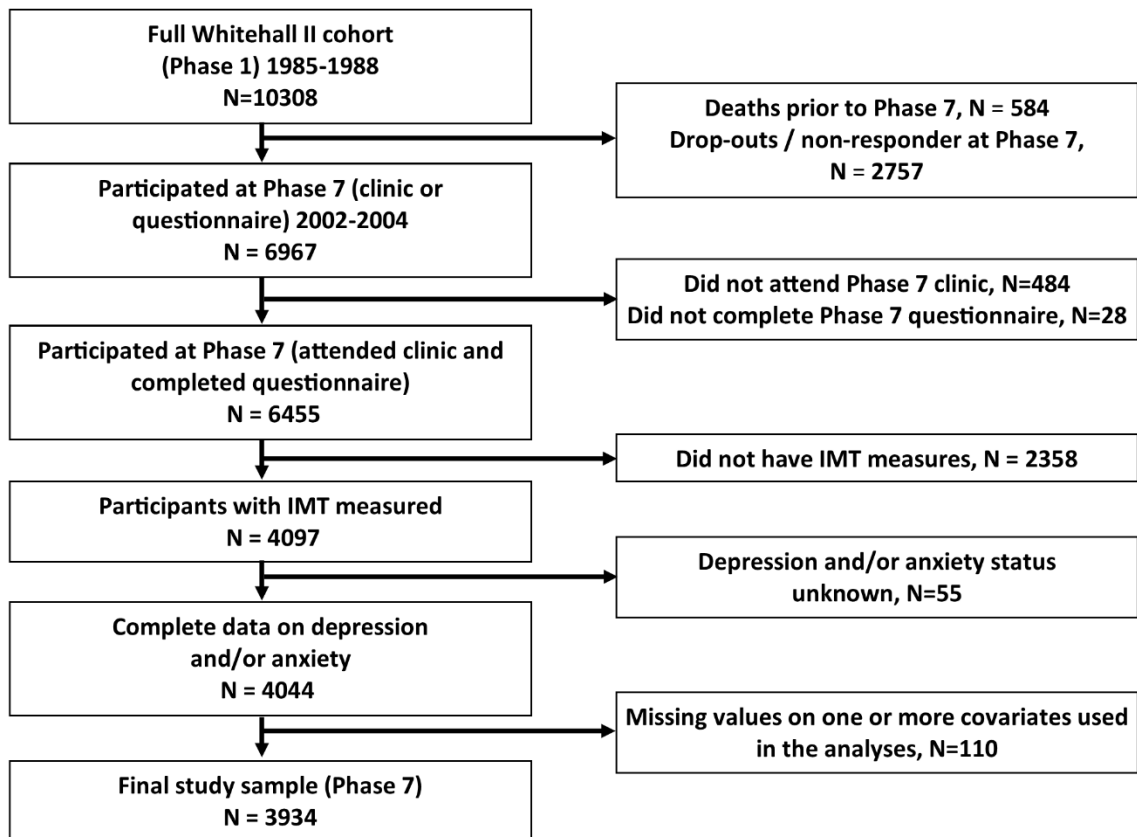 Full Whitehall II cohort
(Phase 1) 1985-1988
N=10308
Deaths prior to Phase 7, N = 584
Drop-outs / non-responder at Phase 7,
N = 2757
Participated at Phase 7 (clinic or
questionnaire) 2002-2004
N = 6967
Did not attend Phase 7 clinic, N=484
Did not complete Phase 7 questionnaire, N=28
Participated at Phase 7 (attended clinic and
completed questionnaire)
N = 6455
Did not have IMT measures, N = 2358
Participants with IMT measured
N = 4097
Depression and/or anxiety status
unknown, N=55
Complete data on depression
and/or anxiety
N = 4044
Missing values on one or more covariates used
in the analyses, N=110
Final study sample (Phase 7)
N = 3934